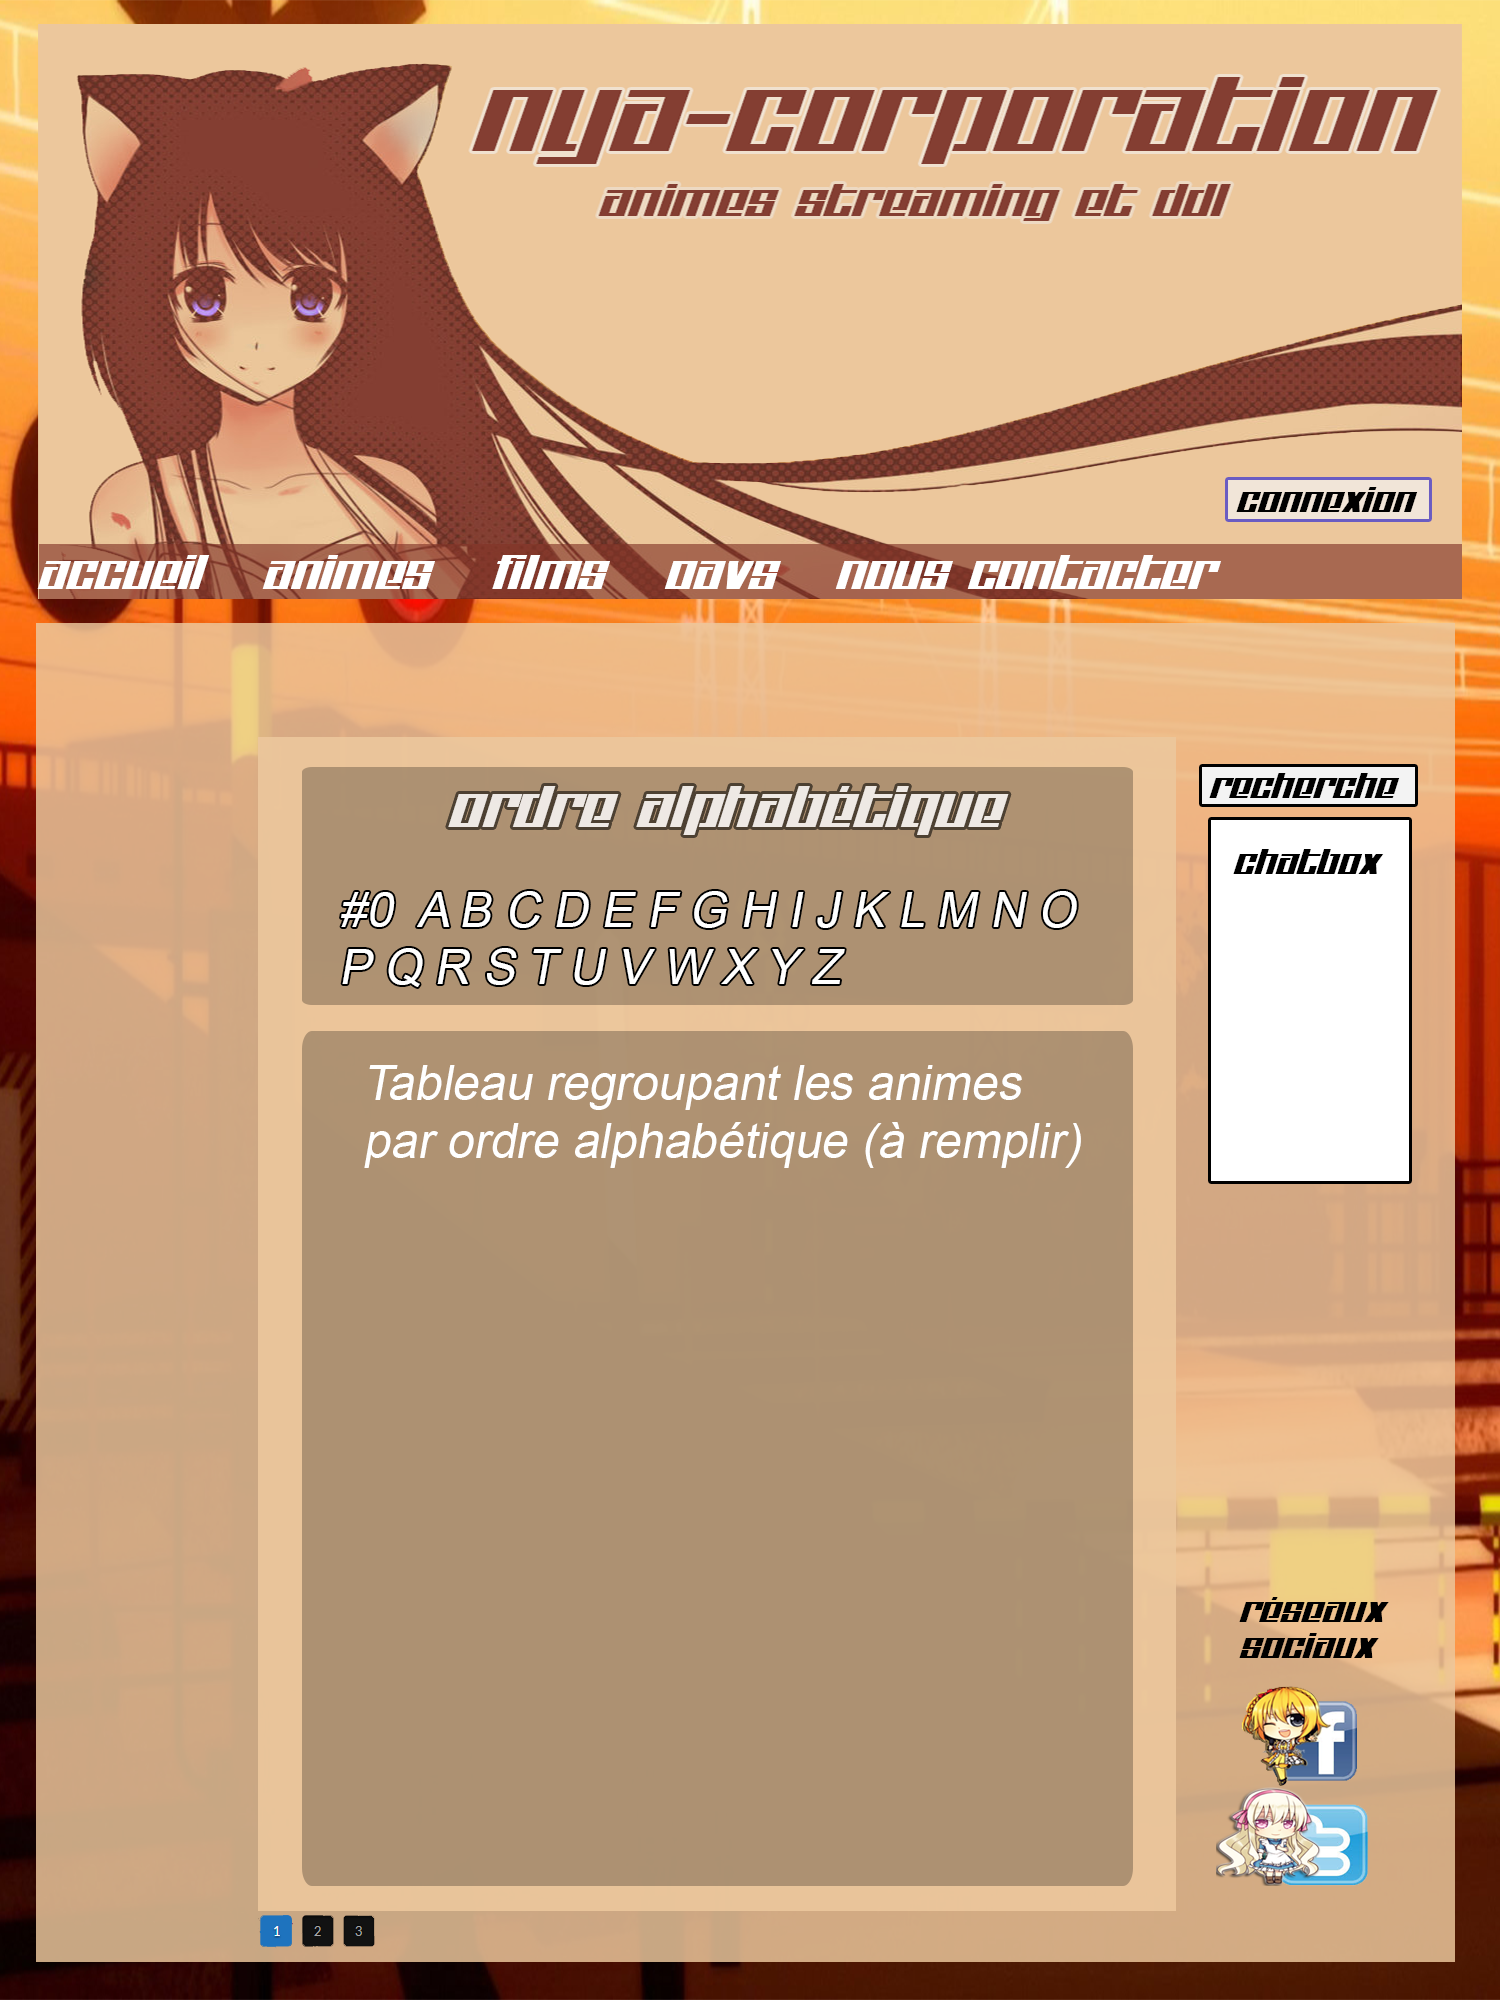 nya-corporation
animes streaming et ddl
connexion
accueil animes films oavs nous contacter
ordre alphabétique
#0 A B C D E F G H I J K L M N O
P Q R S T U V W X Y Z
Tableau regroupant les animes
par ordre alphabétique (à remplir)
recherche
chatbox
réseaux
sociaux
f
1 2 3